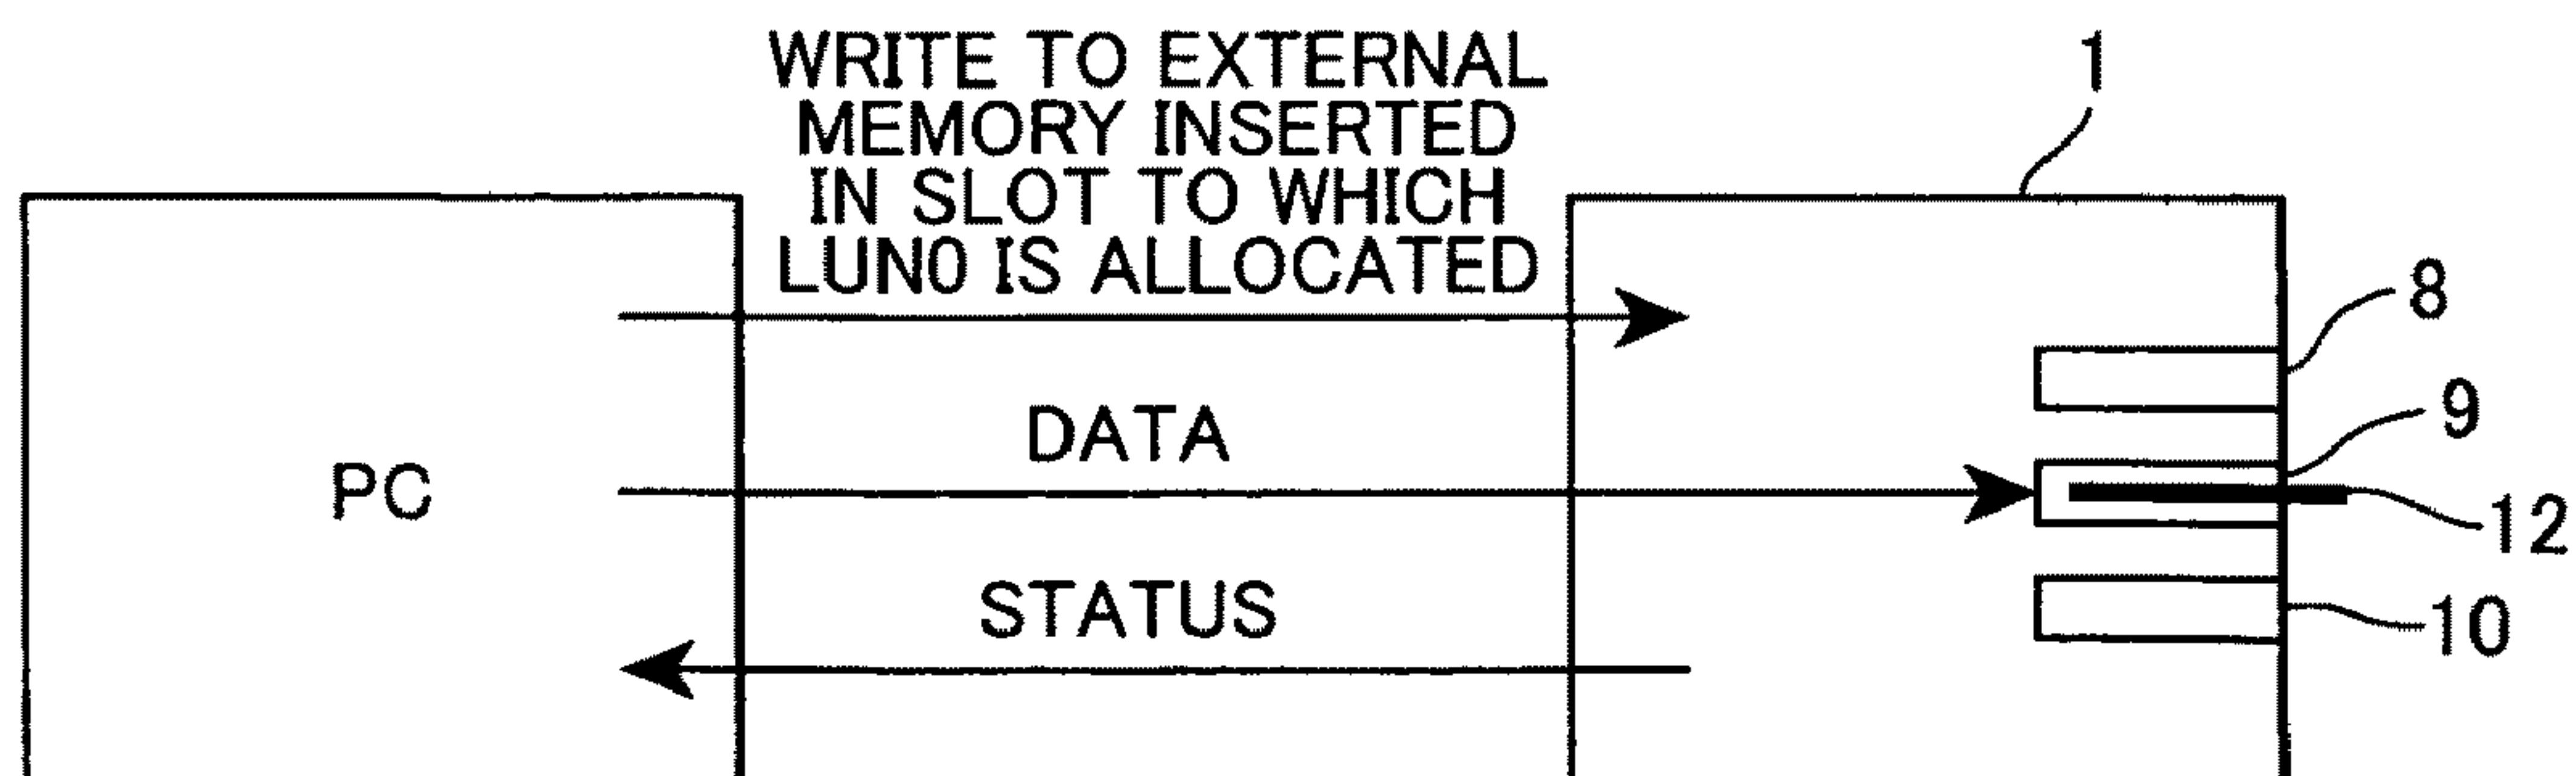 WRITE TO EXTERNAL
MEMORY INSERTED
IN SLOT TO WHICH
LUN0 IS ALLOCATED
1
8
DATA
9
PC
12
STATUS
10